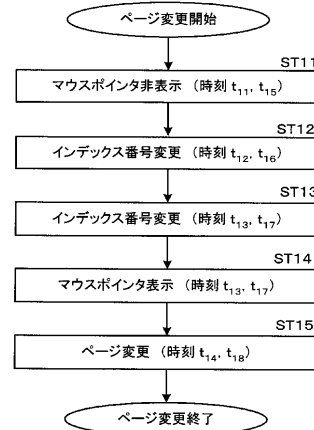 ページ変更開始
ST11
マウスポインタ非表示 (時刻 t₁₁, t₁₅)
ST12
インデックス番号変更 (時刻 t₁₂, t₁₆)
ST13
インデックス番号変更 (時刻 t₁₃, t₁₇)
ST14
マウスポインタ表示 (時刻 t₁₃, t₁₇)
ST15
ページ変更 (時刻 t₁₄, t₁₈)
ページ変更終了